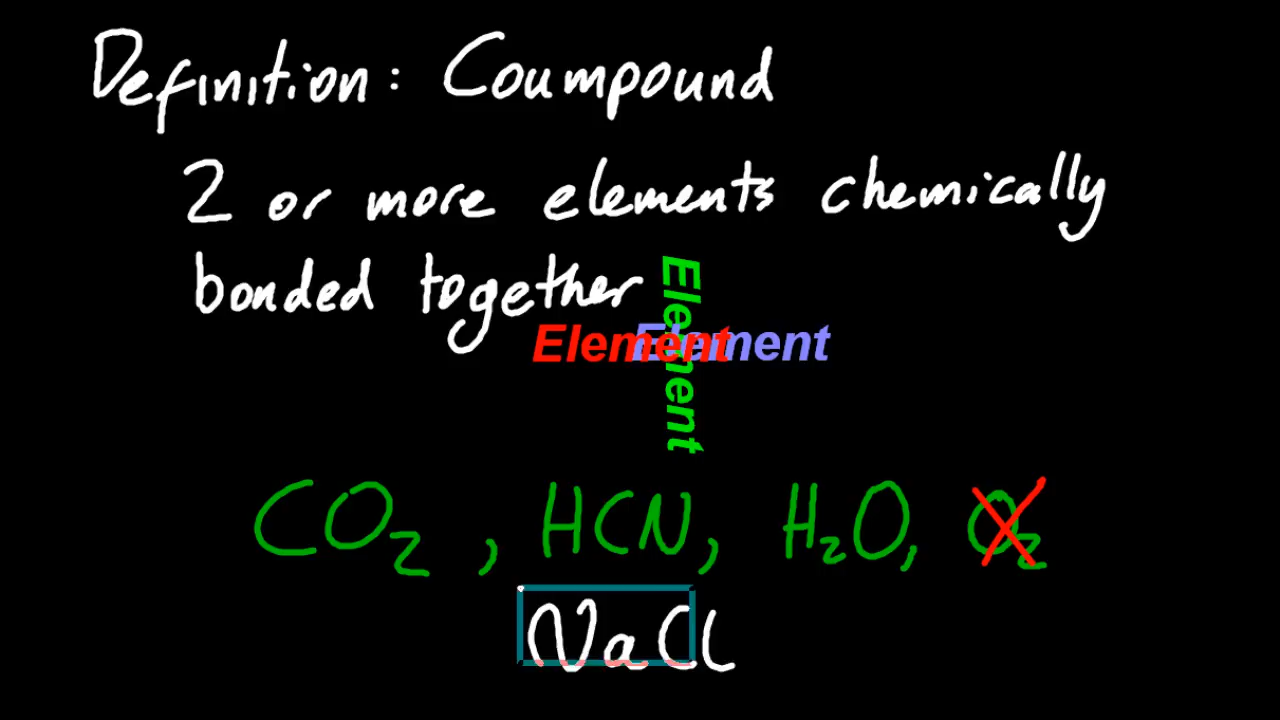 Definition: Coumpound
2 or more elements chemically
bonded together
Element
Element Element
CO₂, HCN, H₂O, O₂
NaCl